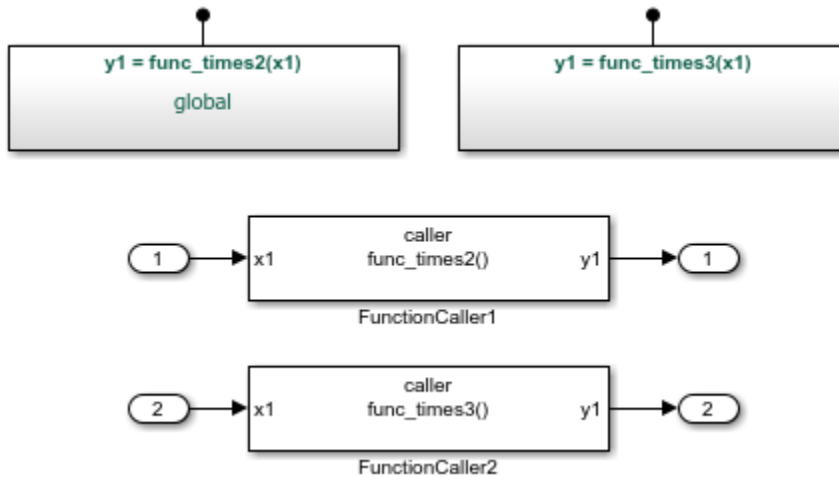 y1 = func_times2(x1)
global
y1 = func_times3(x1)
1
x1
caller
func_times2()
y1
1
FunctionCaller1
2
x1
caller
func_times3()
y1
2
FunctionCaller2